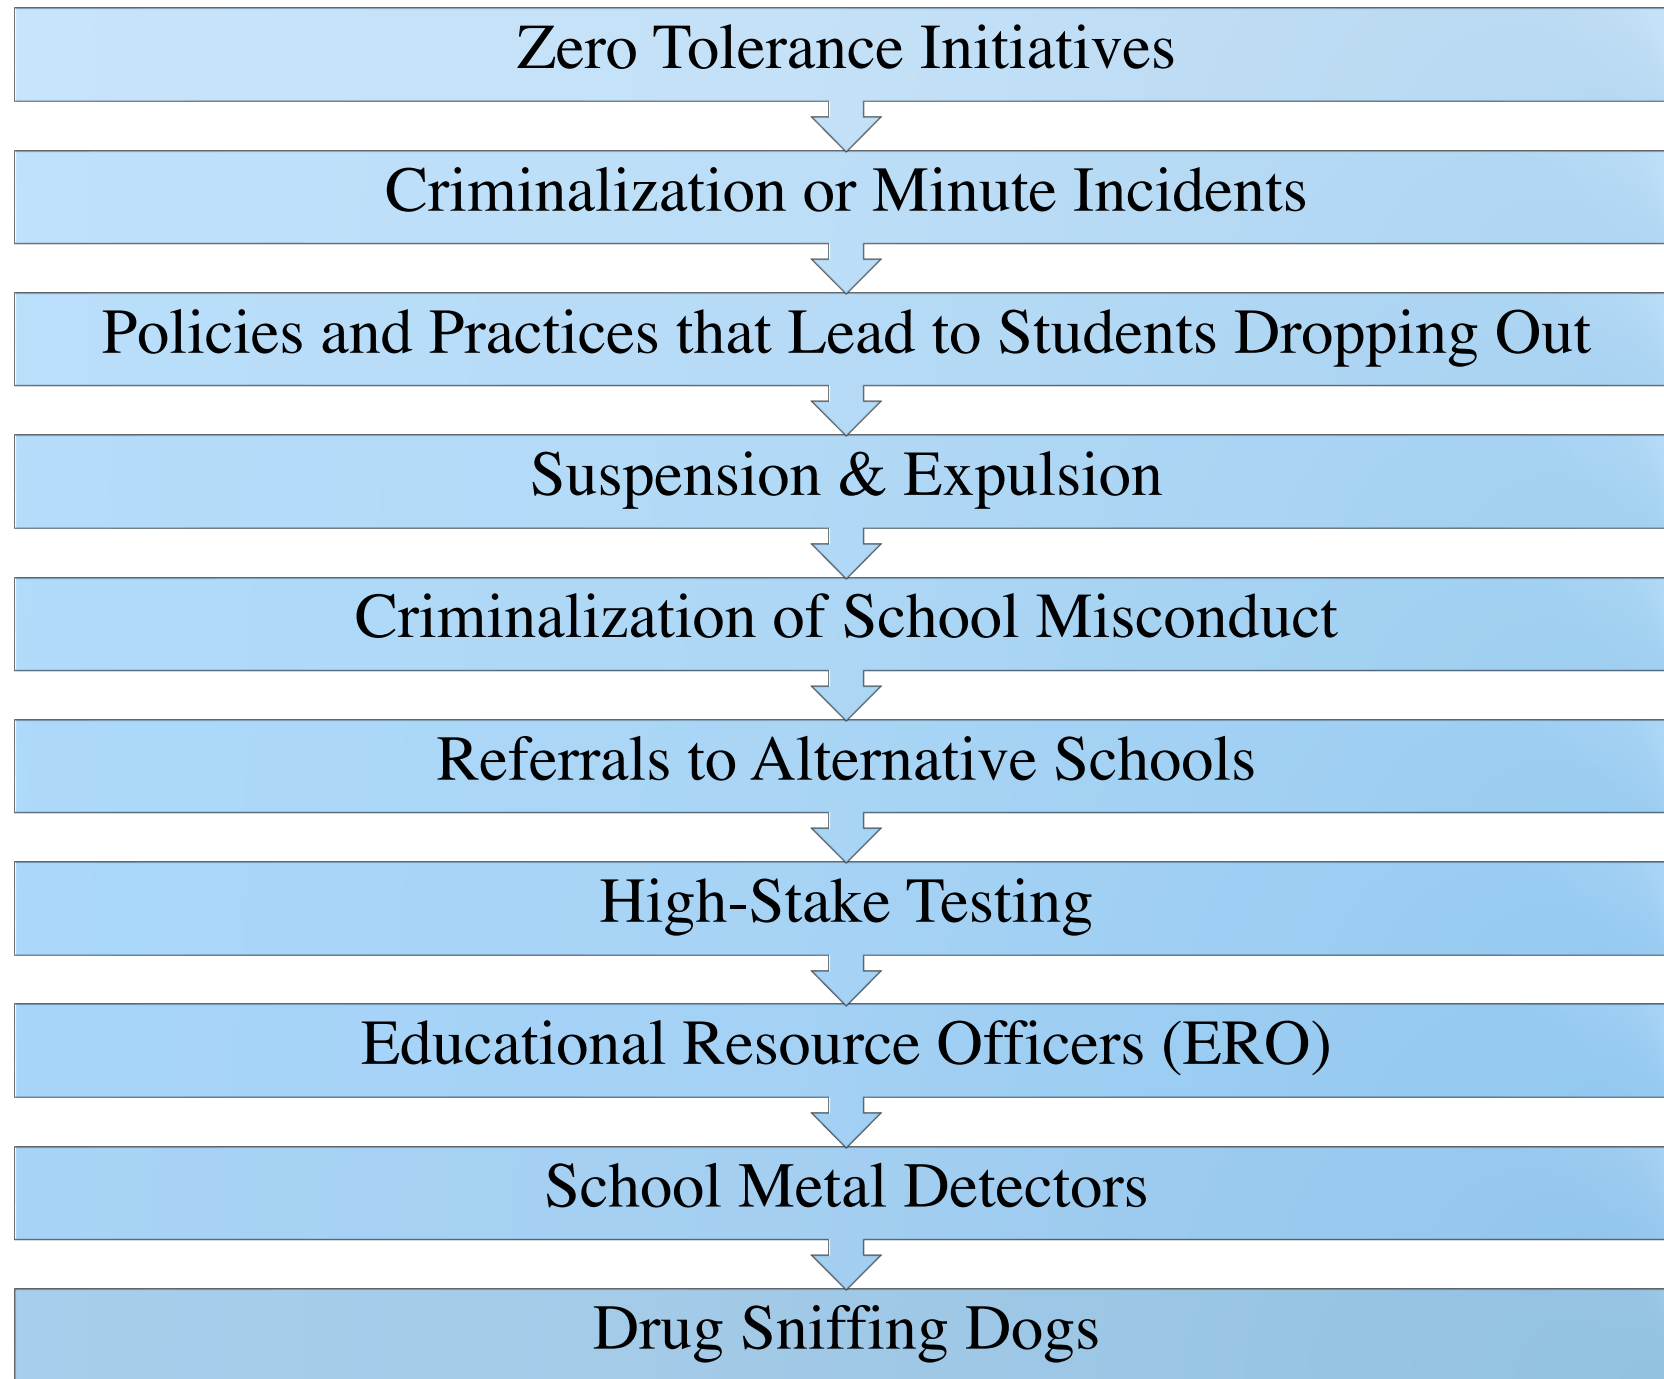 Zero Tolerance Initiatives
Criminalization or Minute Incidents
Policies and Practices that Lead to Students Dropping Out
Suspension & Expulsion
Criminalization of School Misconduct
Referrals to Alternative Schools
High-Stake Testing
Educational Resource Officers (ERO)
School Metal Detectors
Drug Sniffing Dogs